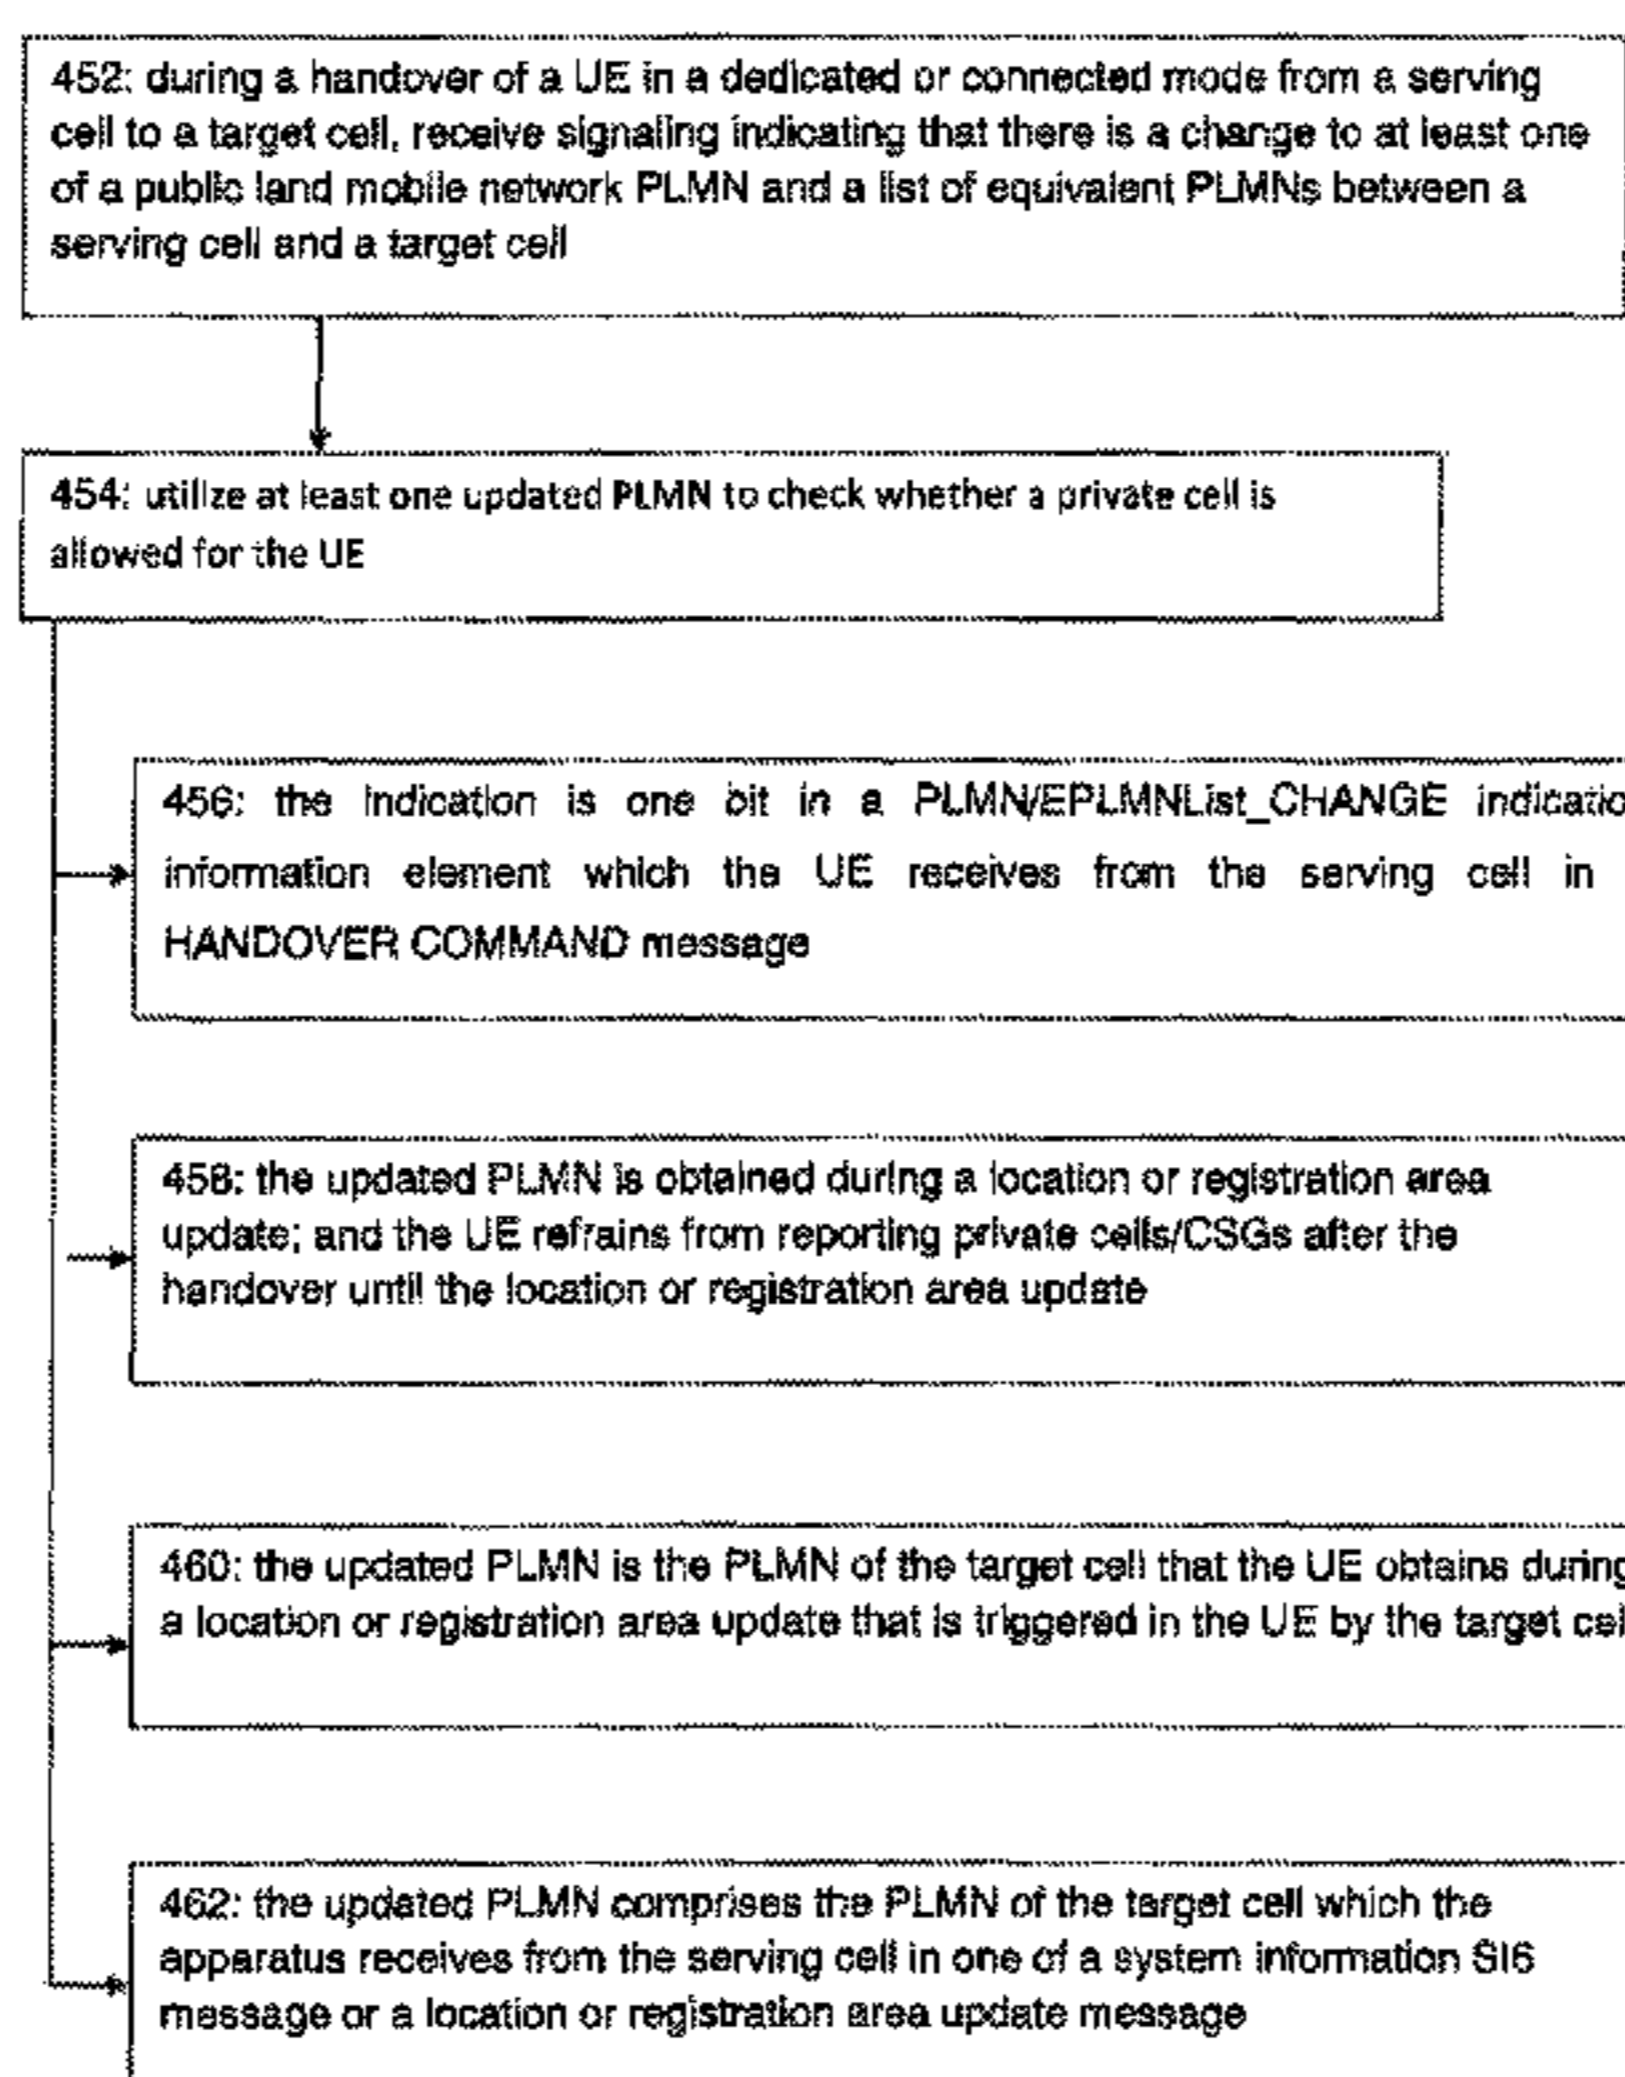 452: during a handover of a UE in a dedicated or connected mode from a serving
cell to a target cell, receive signaling indicating that there is a change to at least one
of a public land mobile network PLMN and a list of equivalent PLMNs between a
serving cell and a target cell
454: utilize at least one updated PLMN to check whether a private cell is
allowed for the UE
456: the indication is one bit in a PLMN/EPLMNList_CHANGE indicatio
information element which the UE receives from the serving cell in
HANDOVER COMMAND message
458: the updated PLMN is obtained during a location or registration area
update; and the UE refrains from reporting private cells/CSGs after the
handover until the location or registration area update
460: the updated PLMN is the PLMN of the target cell that the UE obtains during
a location or registration area update that is triggered in the UE by the target cel
462: the updated PLMN comprises the PLMN of the target cell which the
apparatus receives from the serving cell in one of a system information SI6
message or a location or registration area update message